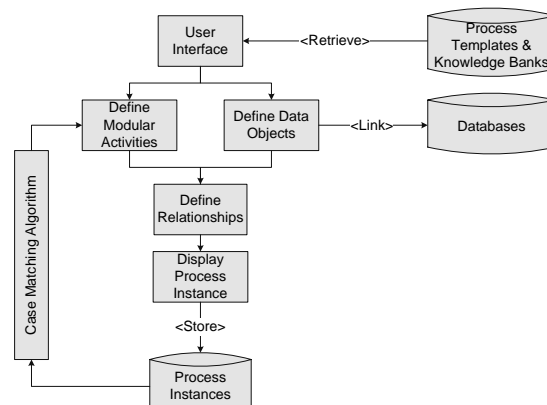 User
Interface
<Retrieve>
Process
Templates &
Knowledge Banks
Define
Modular
Activities
Define Data
Objects
<Link>
Databases
Define
Relationships
Case Matching Algorithm
Display
Process
Instance
<Store>
Process
Instances